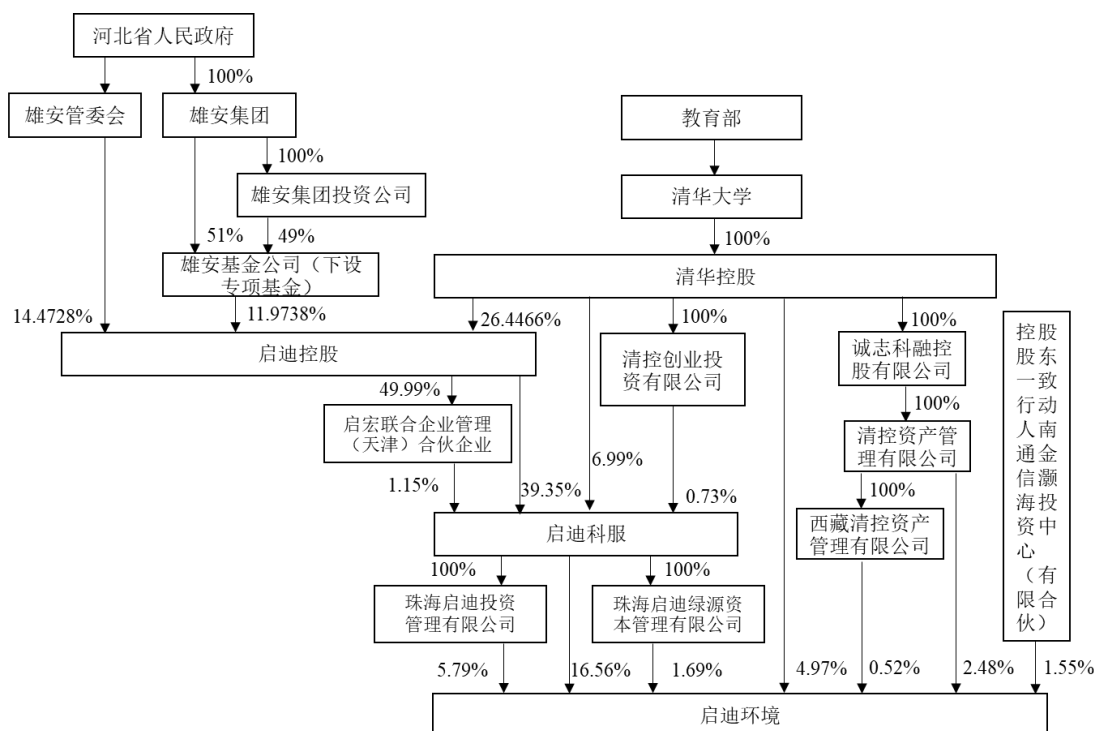 河北省人民政府
100%
雄安管委会
雄安集团
教育部
100%
雄安集团投资公司
清华大学
51%
49%
100%
雄安基金公司（下设
专项基金）
清华控股
14.4728%
11.9738%
26.4466%
100%
100%
启迪控股
清控创业投
资有限公司
诚志科融控
股有限公司
控股
股东
一致
行动
人南
通金
信灏
海投
资中
心
（有
限合
伙）
49.99%
100%
启宏联合企业管理
（天津）合伙企业
清控资产管
理有限公司
6.99%
1.15%
39.35%
0.73%
100%
启迪科服
西藏清控资产
管理有限公司
100%
100%
珠海启迪投资
管理有限公司
珠海启迪绿源资
本管理有限公司
5.79%
16.56%
1.69%
4.97%
0.52%
2.48%
1.55%
启迪环境